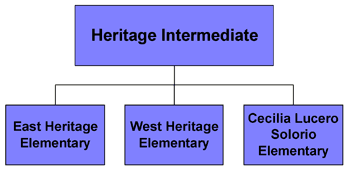 Heritage Intermediate
East Heritage
Elementary
West Heritage
Elementary
Cecilia Lucero
Solorio
Elementary